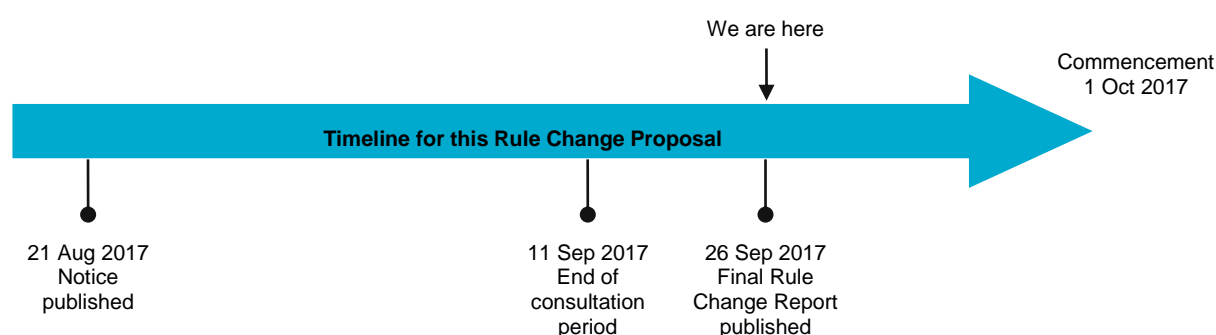 We are here
Commencement
1 Oct 2017
Timeline for this Rule Change Proposal
21 Aug 2017
Notice
published
11 Sep 2017
End of
consultation
period
26 Sep 2017
Final Rule
Change Report
published